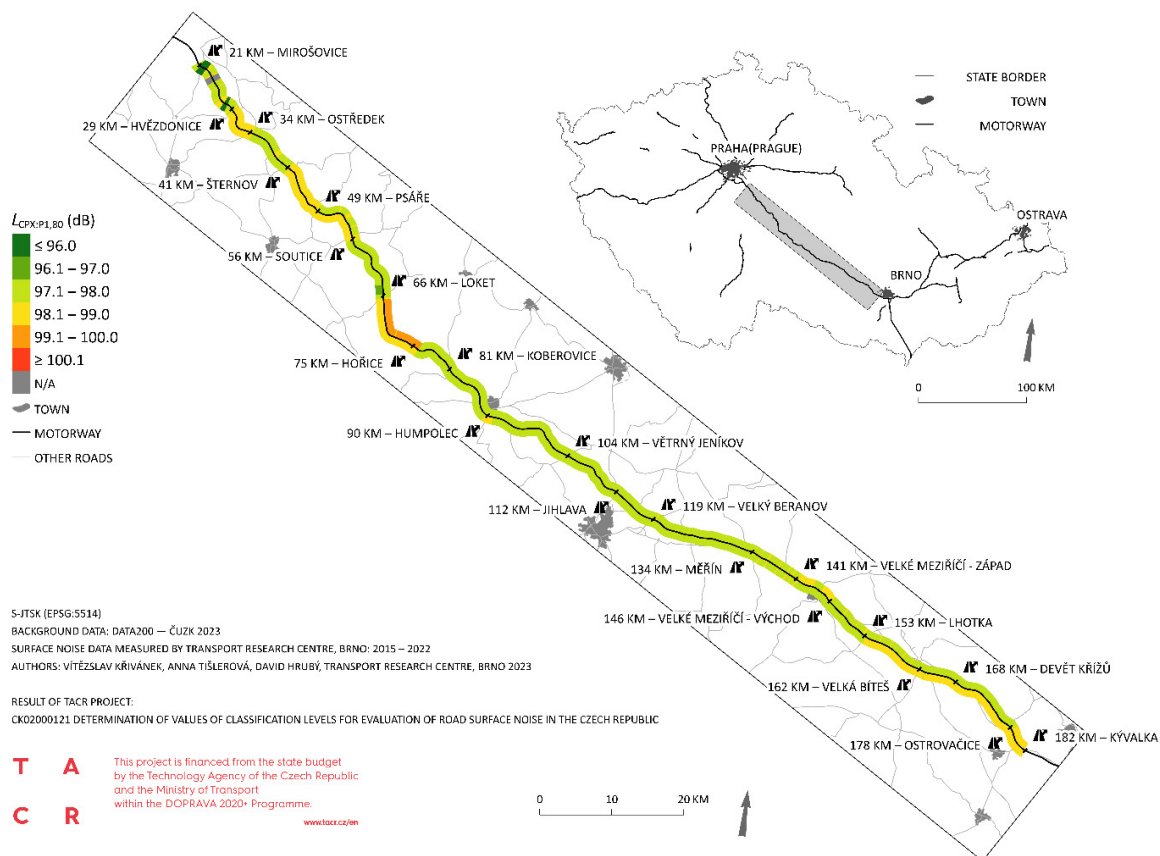 21 KM – MIROŠOVICE
29 KM – HVĚZDONICE
34 KM – OSTŘEDEK
41 KM – ŠTERNOV
49 KM – PSÁŘE
56 KM – SOUTICE
66 KM – LOKET
75 KM – HOŘICE
81 KM – KOBEROVICE
90 KM – HUMPOLEC
104 KM – VĚTRNÝ JENÍKOV
112 KM – JIHLAVA
119 KM – VELKÝ BERANOV
134 KM – MĚŘÍN
141 KM – VELKÉ MEZIŘÍČÍ - ZÁPAD
146 KM – VELKÉ MEZIŘÍČÍ - VÝCHOD
153 KM – LHOTKA
162 KM – VELKÁ BÍTEŠ
168 KM – DEVĚT KŘÍŽŮ
178 KM – OSTROVAČICE
182 KM – KÝVALKA
LCPX:P1,80 (dB)
≤ 96.0
96.1 – 97.0
97.1 – 98.0
98.1 – 99.0
99.1 – 100.0
≥ 100.1
N/A
TOWN
MOTORWAY
OTHER ROADS
STATE BORDER
TOWN
MOTORWAY
PRAHA(PRAGUE)
OSTRAVA
BRNO
0 100 KM
S-JTSK (EPSG:5514)
BACKGROUND DATA: DATA200 — ČUZK 2023
SURFACE NOISE DATA MEASURED BY TRANSPORT RESEARCH CENTRE, BRNO: 2015 – 2022
AUTHORS: VÍTĚZSLAV KŘIVÁNEK, ANNA TIŠLEROVÁ, DAVID HRUBÝ, TRANSPORT RESEARCH CENTRE, BRNO 2023
RESULT OF TACR PROJECT:
CK02000121 DETERMINATION OF VALUES OF CLASSIFICATION LEVELS FOR EVALUATION OF ROAD SURFACE NOISE IN THE CZECH REPUBLIC
T A
C R
This project is financed from the state budget
by the Technology Agency of the Czech Republic
and the Ministry of Transport
within the DOPRAVA 2020+ Programme.
www.tacr.cz/en
0 10 20 KM